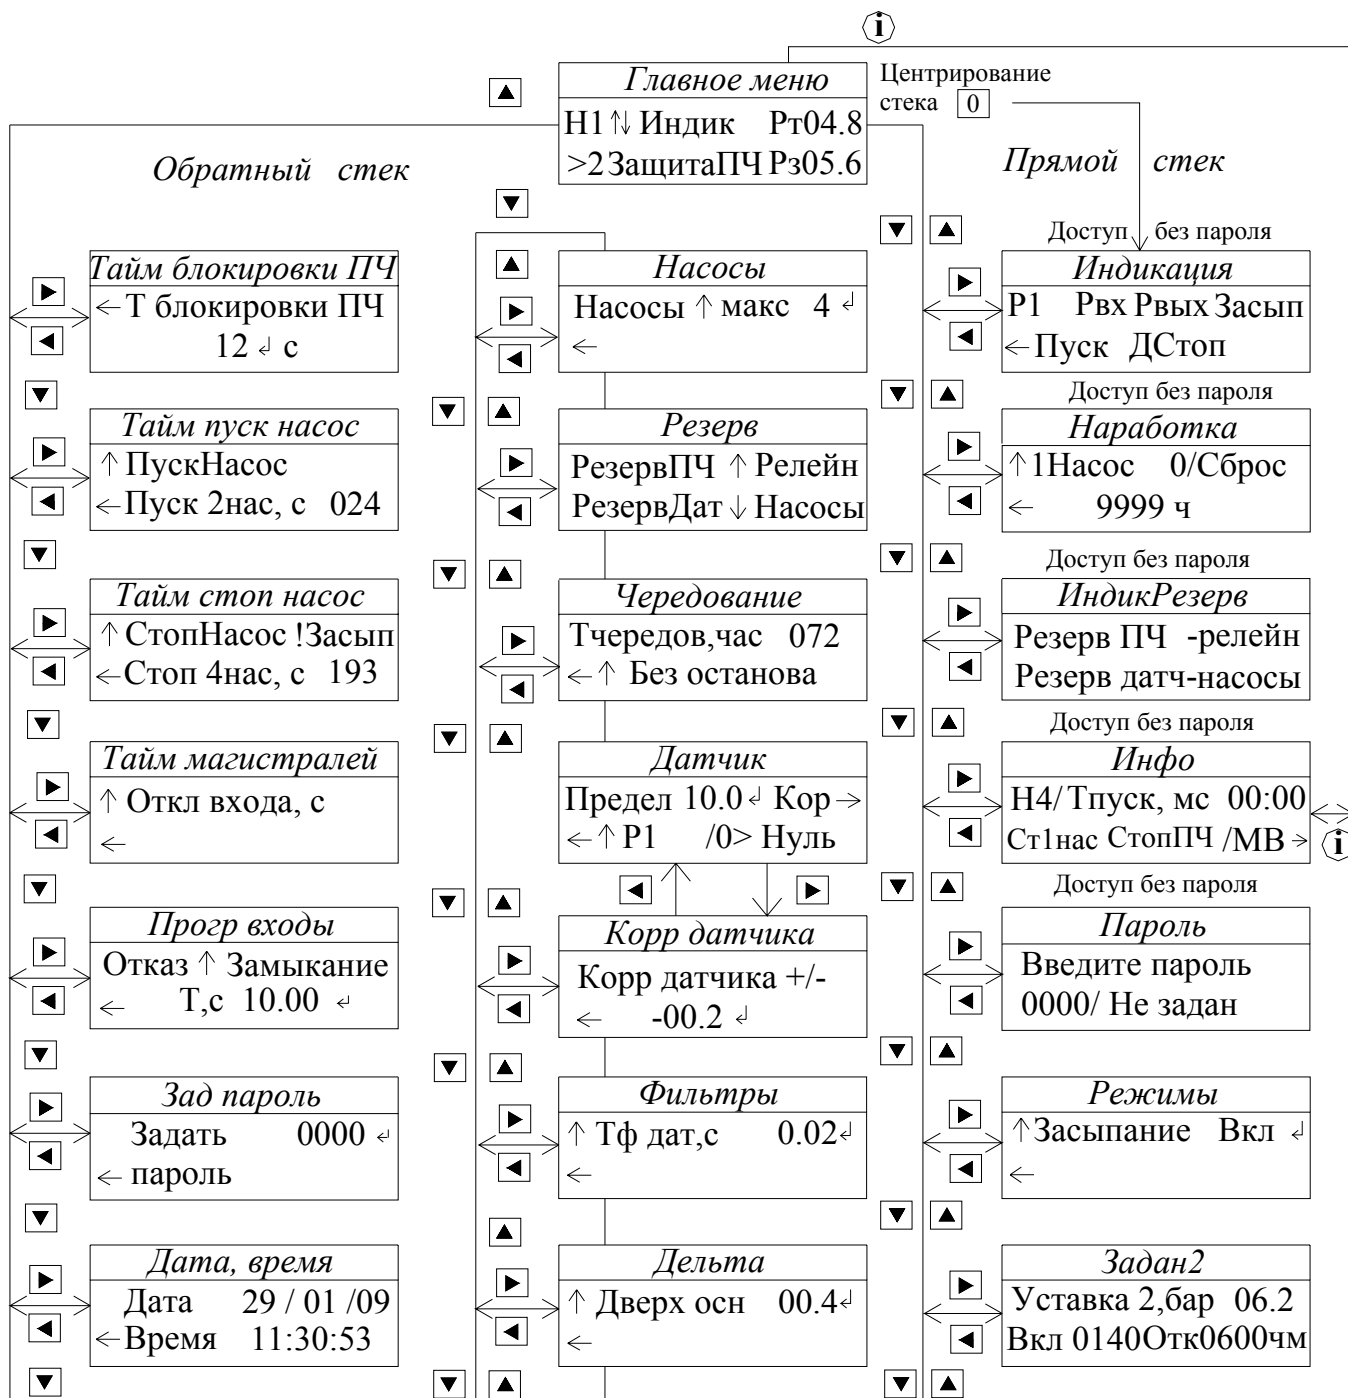 i
Главное меню
Н1↑↓ Индик Рт04.8
>2ЗащитаПЧ Рз05.6
Центрирование
стека 0
Обратный стек
Прямой стек
Тайм блокировки ПЧ
←Т блокировки ПЧ
12 ↲ с
Тайм пуск насос
↑ ПускНасос
←Пуск 2нас, с 024
Тайм стоп насос
↑ СтопНасос !Засып
←Стоп 4нас, с 193
Тайм магистралей
↑ Откл входа, с
←
Прогр входы
Отказ ↑ Замыкание
← Т,с 10.00 ↲
Зад пароль
Задать 0000 ↲
← пароль
Дата, время
Дата 29 / 01 /09
←Время 11:30:53
Насосы
Насосы ↑ макс 4 ↲
←
Резерв
РезервПЧ ↑ Релейн
РезервДат ↓ Насосы
Чередование
Тчередов,час 072
←↑ Без останова
Датчик
Предел 10.0↲ Кор→
←↑ Р1 /0> Нуль
Корр датчика
Корр датчика +/-
← -00.2 ↲
Фильтры
↑ Тф дат,с 0.02↲
←
Дельта
↑ Дверх осн 00.4↲
←
Доступ без пароля
Индикация
Р1 Рвх Рвых Засып
←Пуск ДСтоп
Доступ без пароля
Наработка
↑1Насос 0/Сброс
← 9999 ч
Доступ без пароля
ИндикРезерв
Резерв ПЧ -релейн
Резерв датч-насосы
Доступ без пароля
Инфо
Н4/Тпуск, мс 00:00
Ст1нас СтопПЧ /МВ→
i
Доступ без пароля
Пароль
Введите пароль
0000/ Не задан
Режимы
↑Засыпание Вкл ↲
←
Задан2
Уставка 2,бар 06.2
Вкл 0140Отк0600чм